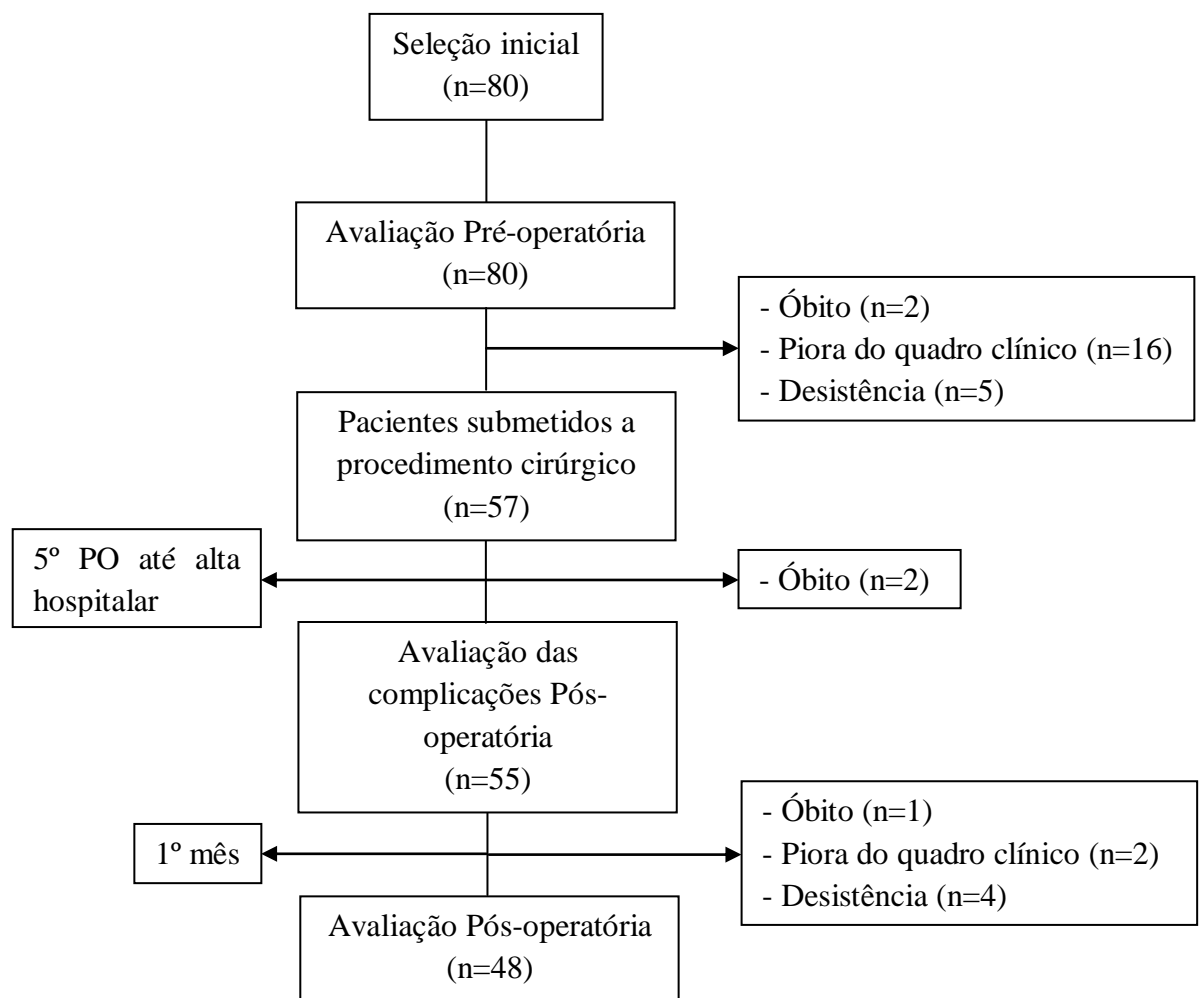 Seleção inicial
(n=80)
Avaliação Pré-operatória
(n=80)
- Óbito (n=2)
- Piora do quadro clínico (n=16)
- Desistência (n=5)
Pacientes submetidos a
procedimento cirúrgico
(n=57)
5º PO até alta
hospitalar
- Óbito (n=2)
Avaliação das
complicações Pós-
operatória
(n=55)
1º mês
- Óbito (n=1)
- Piora do quadro clínico (n=2)
- Desistência (n=4)
Avaliação Pós-operatória
(n=48)